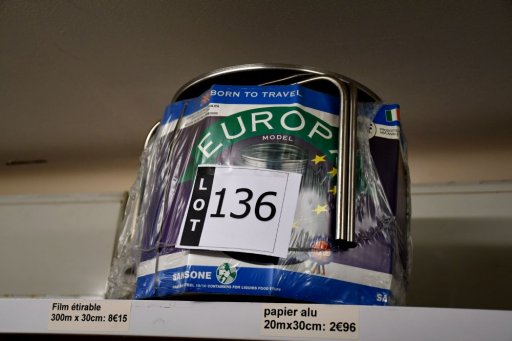 BORN TO TRAVEL
EUROPA
MODEL
LOT
136
SANSONE
Film étirable
300m x 30cm: 8€15
papier alu
20mx30cm: 2€96